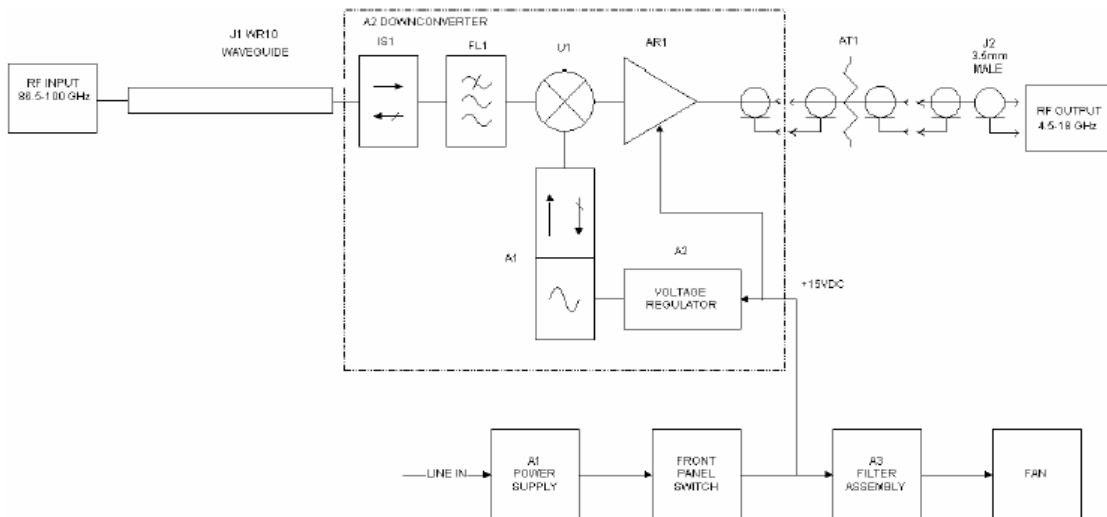 A2 DOWNCONVERTER
J1 WR10
WAVEGUIDE
IS1
FL1
U1
AR1
AT1
J2
3.5mm
MALE
RF INPUT
86.5-100 GHz
RF OUTPUT
4.5-18 GHz
A1
A2
VOLTAGE
REGULATOR
+15VDC
LINE IN
A1
POWER
SUPPLY
FRONT
PANEL
SWITCH
A3
FILTER
ASSEMBLY
FAN